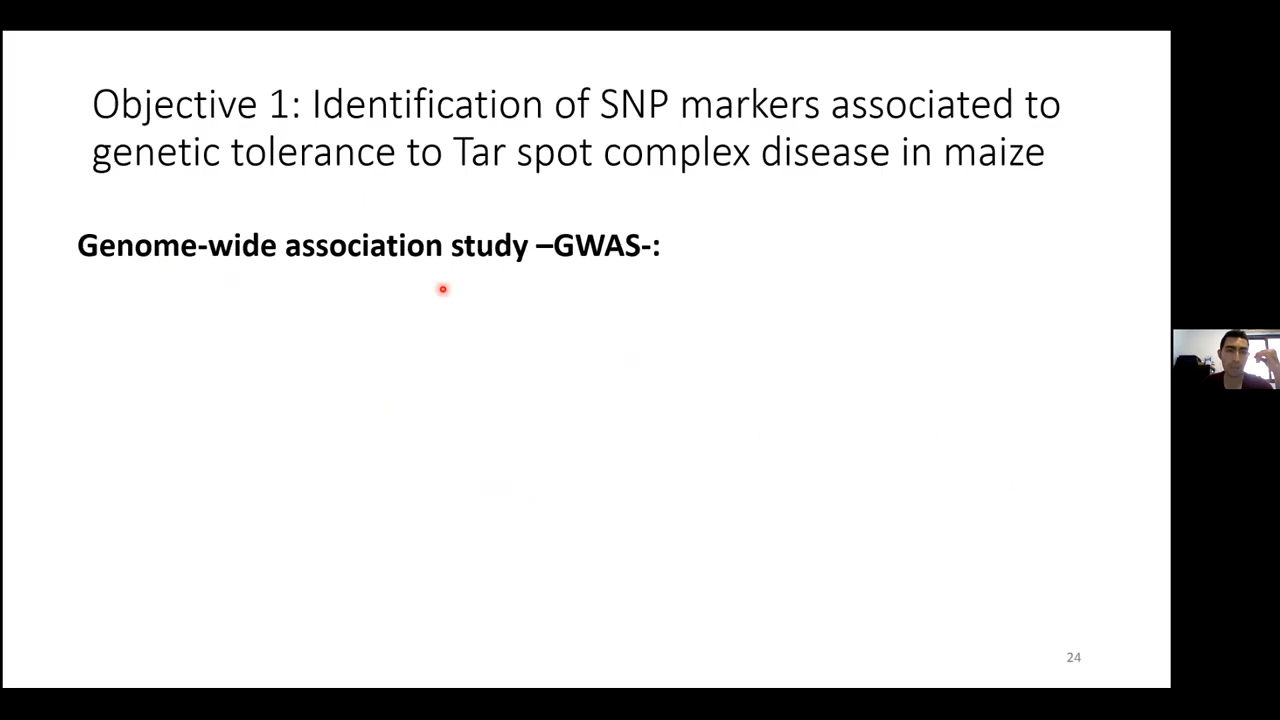 Objective 1: Identification of SNP markers associated to
genetic tolerance to Tar spot complex disease in maize
Genome-wide association study –GWAS-:
24